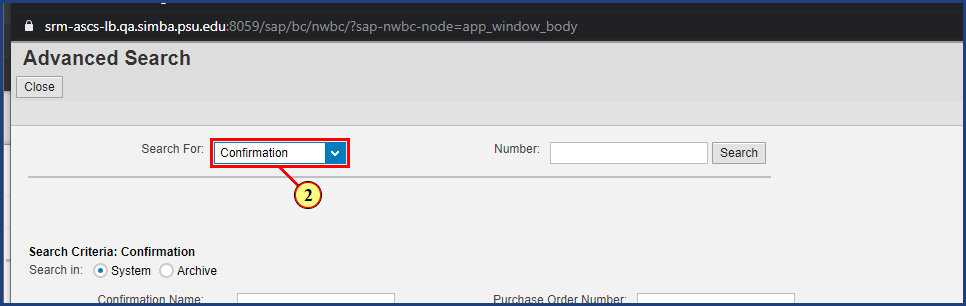 srm-ascs-lb.qa.simba.psu.edu:8059/sap/bc/nwbc/?sap-nwbc-node=app_window_body
Advanced Search
Close
Search For: Confirmation Number: Search
2
Search Criteria: Confirmation
Search in: System Archive
Confirmation Name: Purchase Order Number: